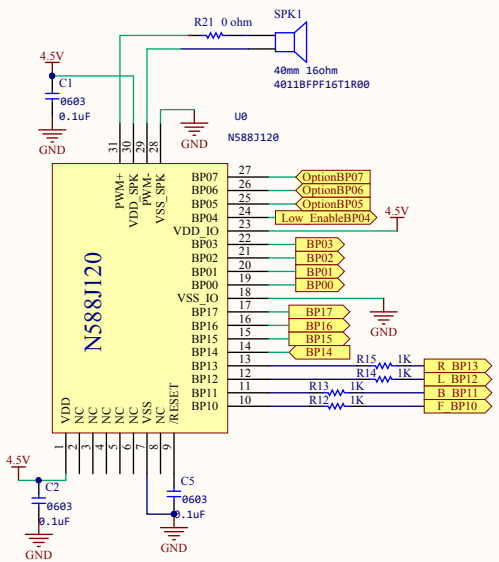 SPK1
R21 0 ohm
40mm 16ohm
4011BFPF16T1R00
4.5V
C1
0603
0.1uF
GND
GND
U0
N588J120
31
30
29
28
PWM+
VDD_SPK
PWM-
VSS_SPK
N588J120
BP07 27 OptionBP07
BP06 26 OptionBP06
BP05 25 OptionBP05
BP04 24 Low_EnableBP04
VDD_IO 23 4.5V
BP03 22 BP03
BP02 21 BP02
BP01 20 BP01
BP00 19 BP00
VSS_IO 18
GND
BP17 17 BP17
BP16 16 BP16
BP15 15 BP15
BP14 14 BP14
BP13 13 R15 1K R_BP13
BP12 12 R14 1K L_BP12
BP11 11 R13 1K B_BP11
BP10 10 R12 1K F_BP10
VDD
NC
NC
NC
NC
NC
VSS
NC
/RESET
1
2
3
4
5
6
7
8
9
4.5V
C2
0603
0.1uF
GND
C5
0603
0.1uF
GND